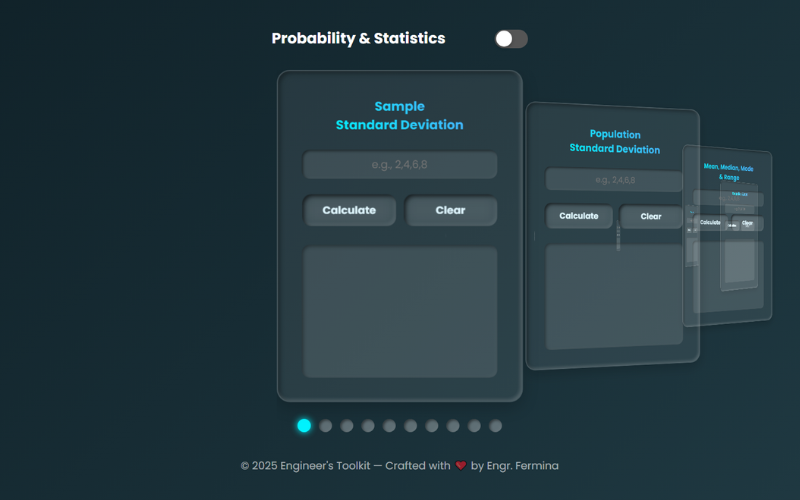 Probability & Statistics
Sample
Standard Deviation
e.g., 2,4,6,8
Calculate
Clear
Population
Standard Deviation
e.g., 2,4,6,8
Calculate
Clear
Mean, Median, Mode
& Range
Calculate
Clear
© 2025 Engineer's Toolkit — Crafted with ❤️ by Engr. Fermina